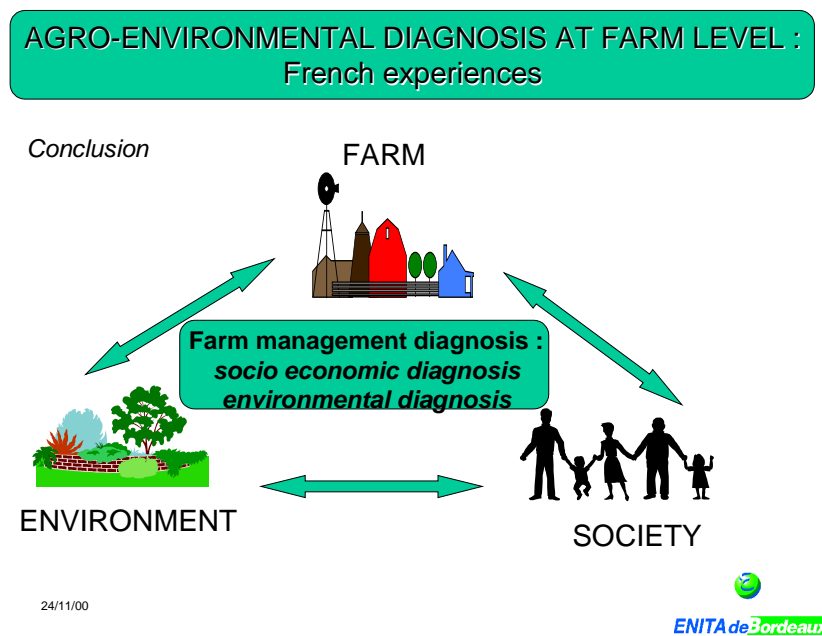 AGRO-ENVIRONMENTAL DIAGNOSIS AT FARM LEVEL :
French experiences
Conclusion
FARM
Farm management diagnosis :
socio economic diagnosis
environmental diagnosis
ENVIRONMENT
SOCIETY
24/11/00
ENITA de Bordeaux